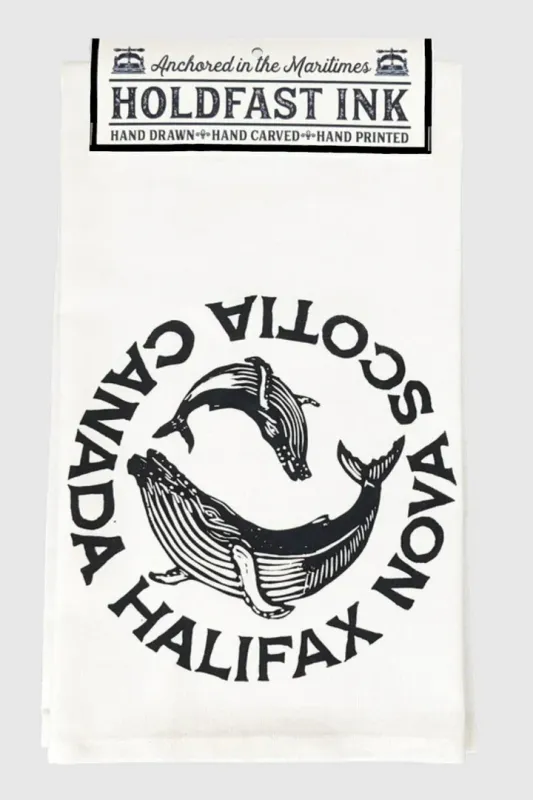 Anchored in the Maritimes
HOLDFAST INK
HAND DRAWN HAND CARVED HAND PRINTED
HALIFAX NOVA SCOTIA CANADA